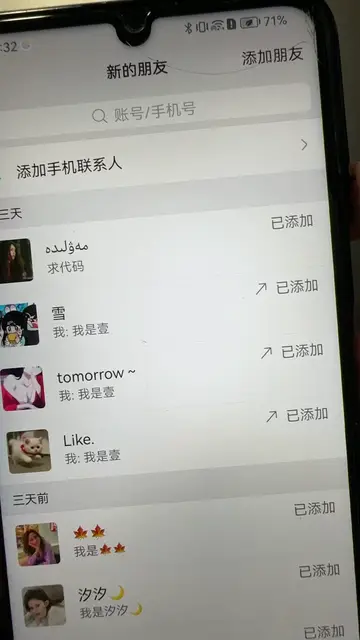 :32
71%
新的朋友
添加朋友
账号/手机号
添加手机联系人
三天
مەۋلىدە
已添加
求代码
雪
已添加
我: 我是壹
tomorrow ~
已添加
我: 我是壹
Like.
已添加
我: 我是壹
三天前
🍁🍁
已添加
我是🍁🍁
汐汐🌙
已添加
我是汐汐🌙
已添加